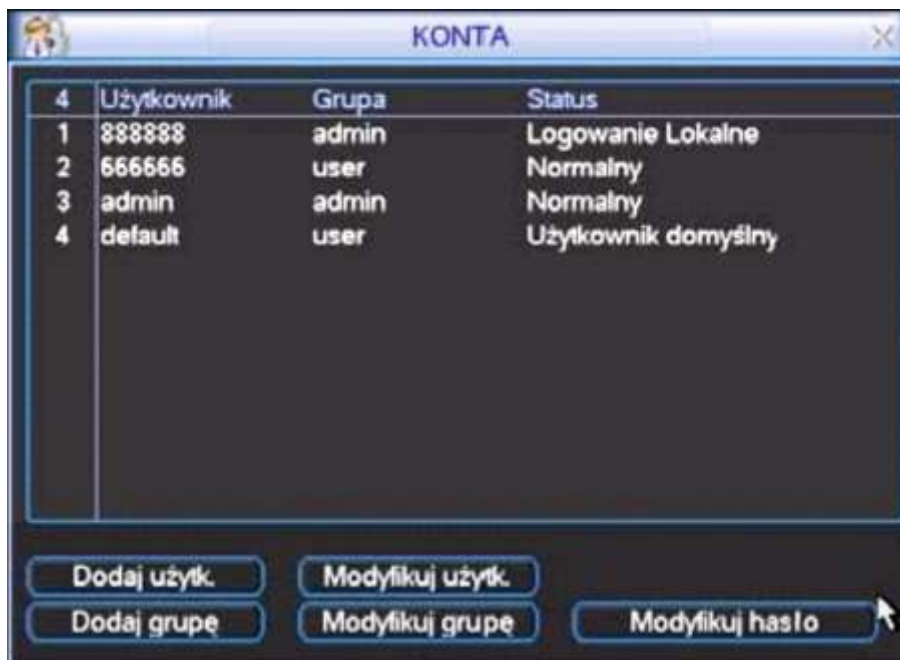 KONTA
4 Użytkownik Grupa Status
1 888888 admin Logowanie Lokalne
2 666666 user Normalny
3 admin admin Normalny
4 default user Użytkownik domyślny
Dodaj użytk. Modyfikuj użytk.
Dodaj grupę Modyfikuj grupę Modyfikuj hasło